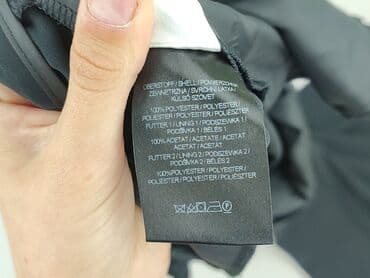 OBERSTOFF / SHELL / POWIERZCHNIA
ZEWNĘTRZNA / SVRCHNÍ LÁTKA /
KÜLSŐ SZÖVET
100% POLYESTER / POLYESTER /
POLIESTER / POLYESTER / POLIÉSZTER
FUTTER 1 / LINING 1 / PODSZEWKA 1 /
PODŠÍVKA 1 / BÉLÉS 1
100% ACETAT / ACETATE / ACETAT /
ACETÁT / ACETÁT
FUTTER 2 / LINING 2 / PODSZEWKA 2 /
PODŠÍVKA 2 / BÉLÉS 2
100% POLYESTER / POLYESTER /
POLIESTER / POLYESTER / POLIÉSZTER
P